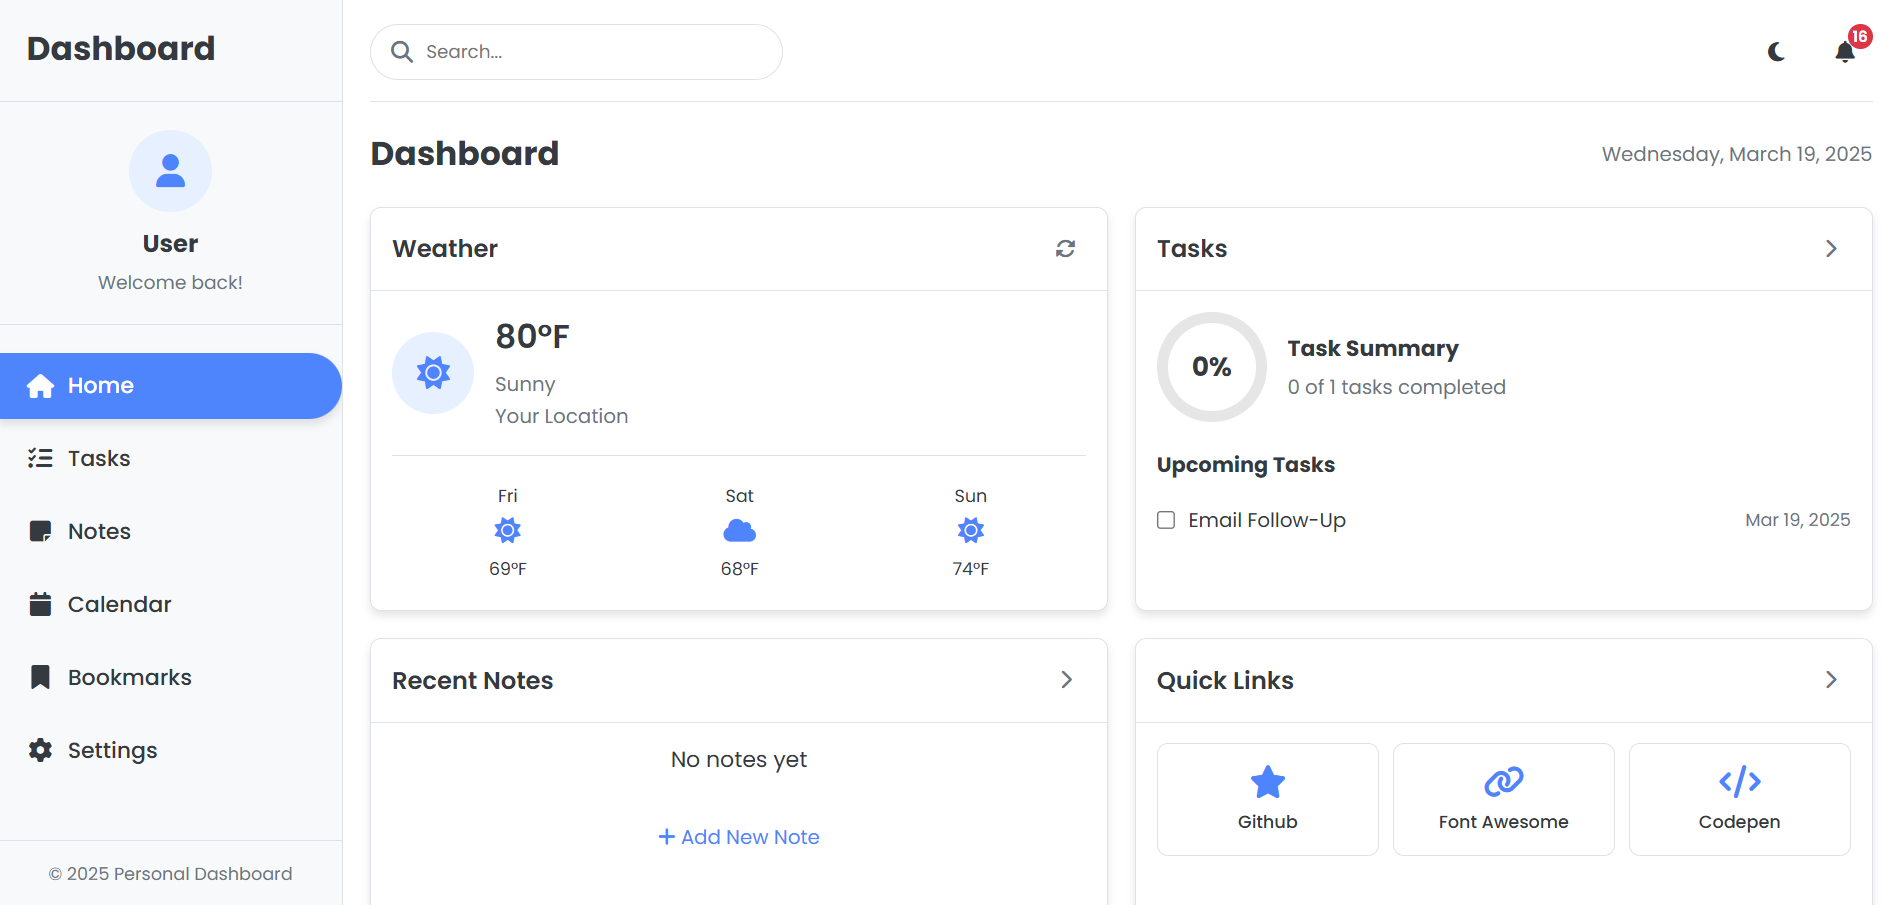 Dashboard
User
Welcome back!
Home
Tasks
Notes
Calendar
Bookmarks
Settings
© 2025 Personal Dashboard
Search...
16
Dashboard
Wednesday, March 19, 2025
Weather
80°F
Sunny
Your Location
Fri Sat Sun
69°F 68°F 74°F
Tasks
0%
Task Summary
0 of 1 tasks completed
Upcoming Tasks
Email Follow-Up Mar 19, 2025
Recent Notes
No notes yet
+ Add New Note
Quick Links
Github Font Awesome Codepen